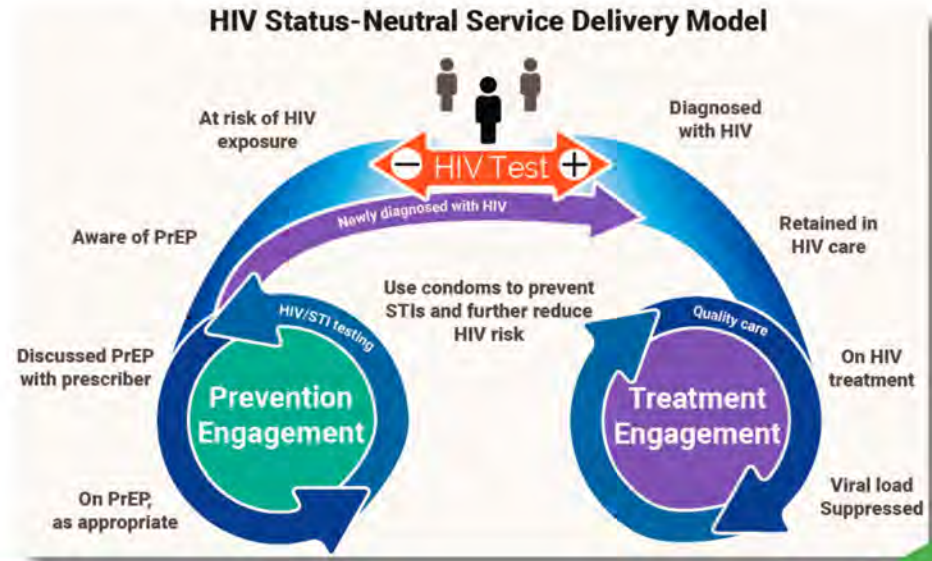 HIV Status-Neutral Service Delivery Model
At risk of HIV
exposure
Diagnosed
with HIV
HIV Test
Newly diagnosed with HIV
Aware of PrEP
Retained in
HIV care
Use condoms to prevent
STIs and further reduce
HIV risk
HIV/STI testing
Quality care
Discussed PrEP
with prescriber
On HIV
treatment
Prevention
Engagement
Treatment
Engagement
On PrEP,
as appropriate
Viral load
Suppressed